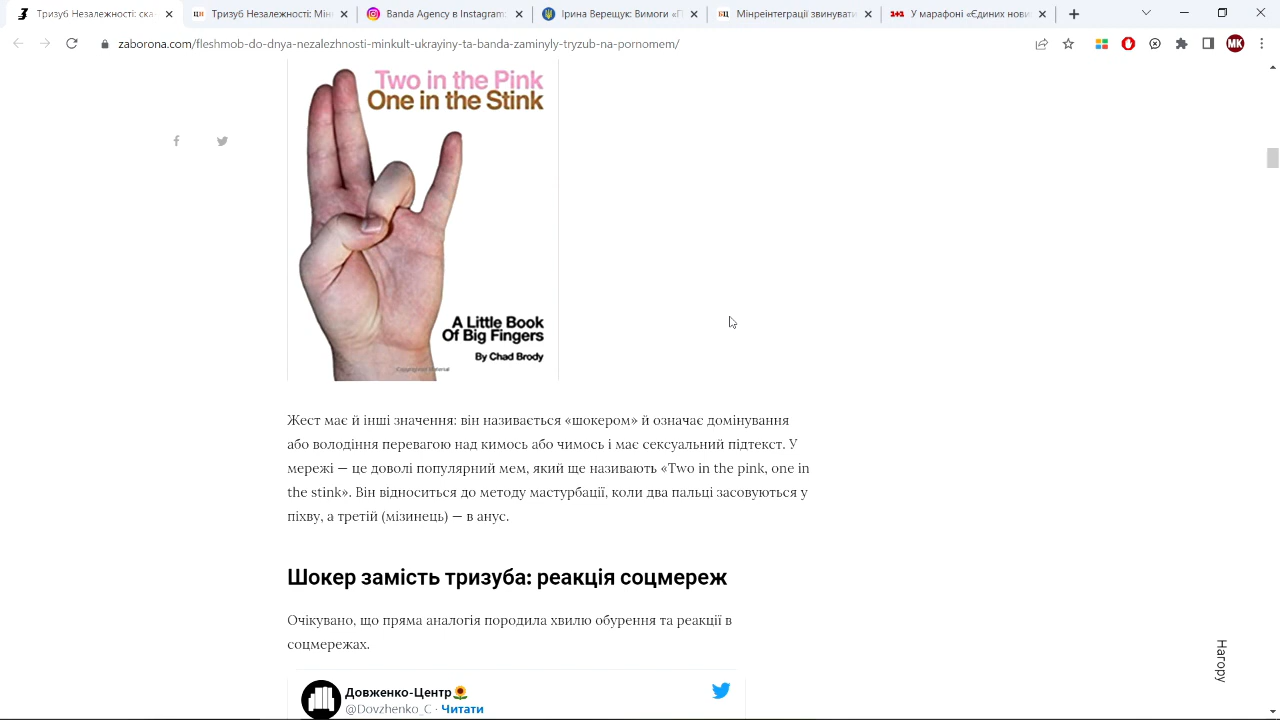 Тризуб Незалежності: ска
Тризуб Незалежності: Мін
Banda Agency в Instagram:
Ірина Верещук: Вимоги «П
Мінреінтеграції звинувати
1+1
У марафоні «Єдиних нови
zaborona.com/fleshmob-do-dnya-nezalezhnosti-minkult-ukrayiny-ta-banda-zaminyly-tryzub-na-pornomem/
MK
Two in the Pink
One in the Stink
A Little Book
Of Big Fingers
By Chad Brody
Copyrighted Material
Жест має й інші значення: він називається «шокером» й означає домінування
або володіння перевагою над кимось або чимось і має сексуальний підтекст. У
мережі — це доволі популярний мем, який ще називають «Two in the pink, one in
the stink». Він відноситься до методу мастурбації, коли два пальці засовуються у
піхву, а третій (мізинець) — в анус.
Шокер замість тризуба: реакція соцмереж
Очікувано, що пряма аналогія породила хвилю обурення та реакції в
соцмережах.
Довженко-Центр
@Dovzhenko_C · Читати
Нагору